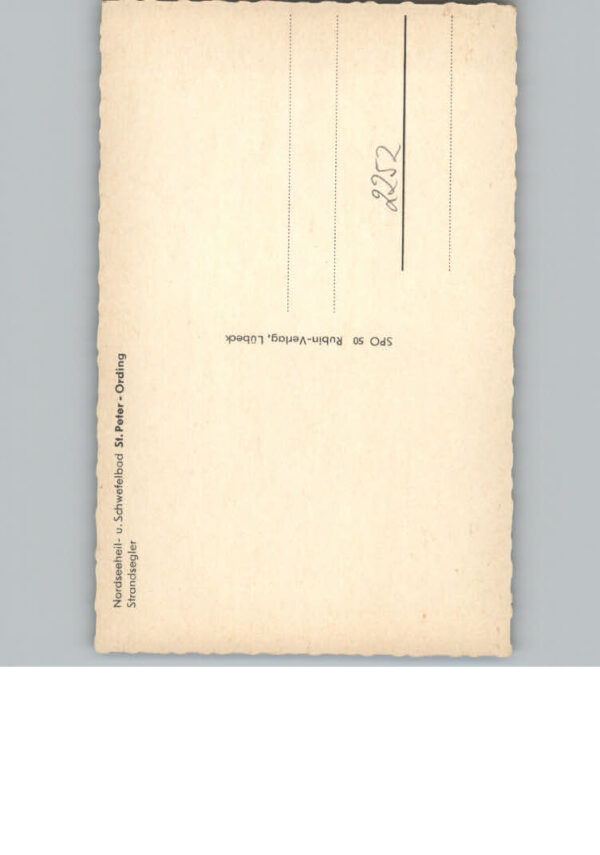 Nordseeheil- u. Schwefelbad St. Peter - Ording
Strandsegler
SPO 50 Rubin-Verlag, Lübeck
2252